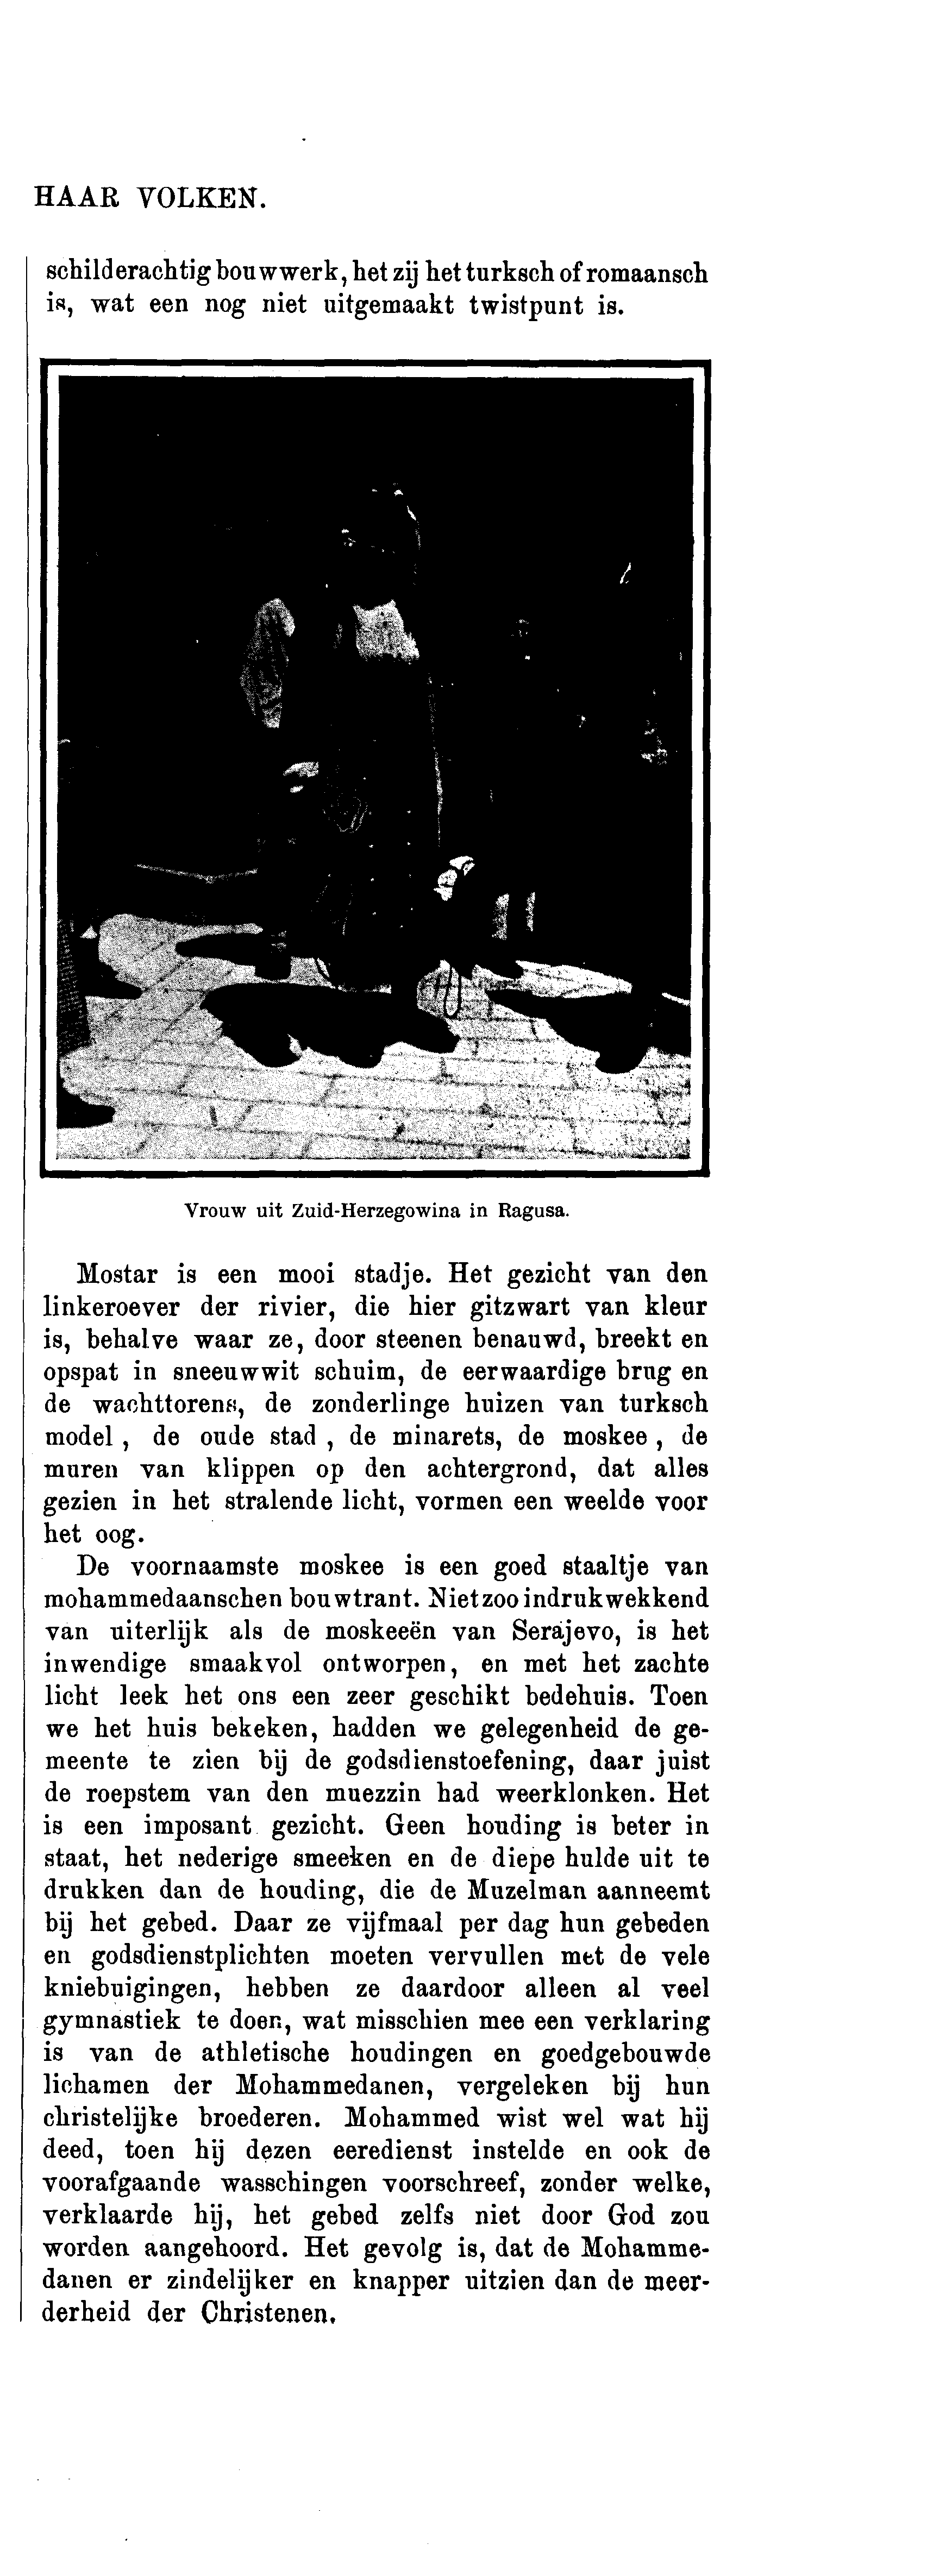 HAAR VOLKEN.
schilderachtig bouwwerk, het zij het turksch of romaansch
is, wat een nog niet uitgemaakt twistpunt is.
Vrouw uit Zuid-Herzegowina in Ragusa.
Mostar is een mooi stadje. Het gezicht van den
linkeroever der rivier, die hier gitzwart van kleur
is, behalve waar ze, door steenen benauwd, breekt en
opspat in sneeuwwit schuim, de eerwaardige brug en
de wachttorens, de zonderlinge huizen van turksch
model , de oude stad , de minarets, de moskee , de
muren van klippen op den achtergrond, dat alles
gezien in het stralende licht, vormen een weelde voor
het oog.
De voornaamste moskee is een goed staaltje van
mohammedaanschen bouwtrant. Niet zoo indrukwekkend
van uiterlijk als de moskeeën van Serajevo, is het
inwendige smaakvol ontworpen, en met het zachte
licht leek het ons een zeer geschikt bedehuis. Toen
we het huis bekeken, hadden we gelegenheid de ge-
meente te zien bij de godsdienstoefening, daar juist
de roepstem van den muezzin had weerklonken. Het
is een imposant gezicht. Geen houding is beter in
staat, het nederige smeeken en de diepe hulde uit te
drukken dan de houding, die de Muzelman aanneemt
bij het gebed. Daar ze vijfmaal per dag hun gebeden
en godsdienstplichten moeten vervullen met de vele
kniebuigingen, hebben ze daardoor alleen al veel
gymnastiek te doen, wat misschien mee een verklaring
is van de athletische houdingen en goedgebouwde
lichamen der Mohammedanen, vergeleken bij hun
christelijke broederen. Mohammed wist wel wat hij
deed, toen hij dezen eeredienst instelde en ook de
voorafgaande wasschingen voorschreef, zonder welke,
verklaarde hij, het gebed zelfs niet door God zou
worden aangehoord. Het gevolg is, dat de Mohamme-
danen er zindelijker en knapper uitzien dan de meer-
derheid der Christenen.